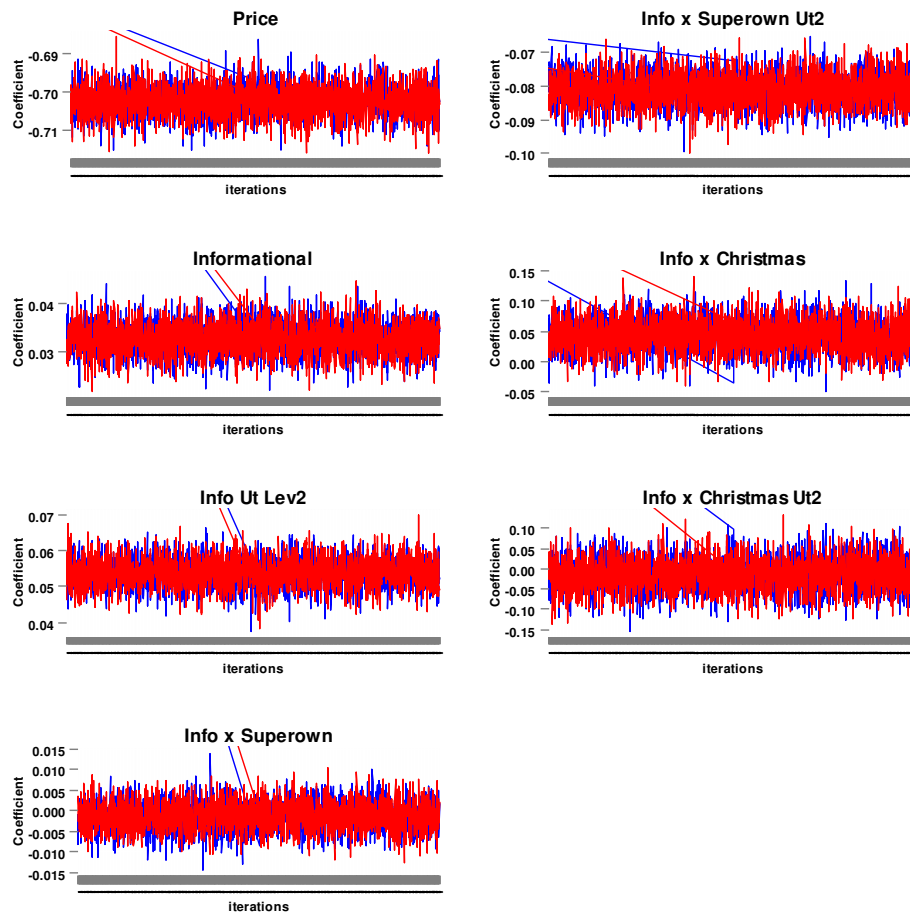 Price
-0.69
-0.70
-0.71
Coefficient
iterations
Info x Superown Ut2
-0.07
-0.08
-0.09
-0.10
Coefficient
iterations
Informational
0.04
0.03
Coefficient
iterations
Info x Christmas
0.15
0.10
0.05
0.00
-0.05
Coefficient
iterations
Info Ut Lev2
0.07
0.06
0.05
0.04
Coefficient
iterations
Info x Christmas Ut2
0.10
0.05
0.00
-0.05
-0.10
-0.15
Coefficient
iterations
Info x Superown
0.015
0.010
0.005
0.000
-0.005
-0.010
-0.015
Coefficient
iterations